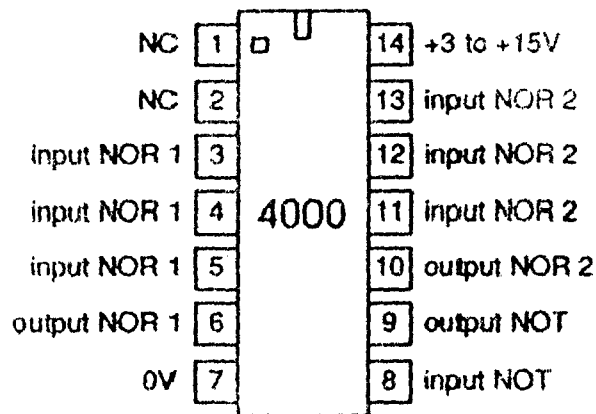 NC 1 14 +3 to +15V
NC 2 13 input NOR 2
input NOR 1 3 12 input NOR 2
input NOR 1 4 4000 11 input NOR 2
input NOR 1 5 10 output NOR 2
output NOR 1 6 9 output NOT
0V 7 8 input NOT